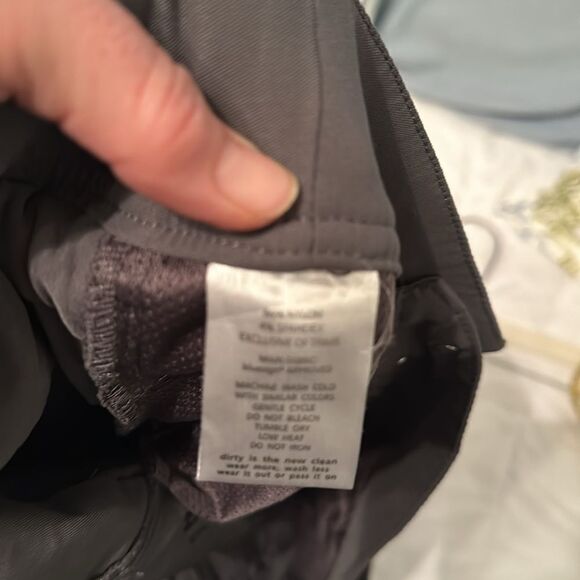 4% SPANDEX
EXCLUSIVE OF TRIMS
MACHINE WASH COLD
WITH SIMILAR COLORS
GENTLE CYCLE
DO NOT BLEACH
TUMBLE DRY
LOW HEAT
DO NOT IRON
dirty is the new clean
wear more, wash less
wear it out or pass it on